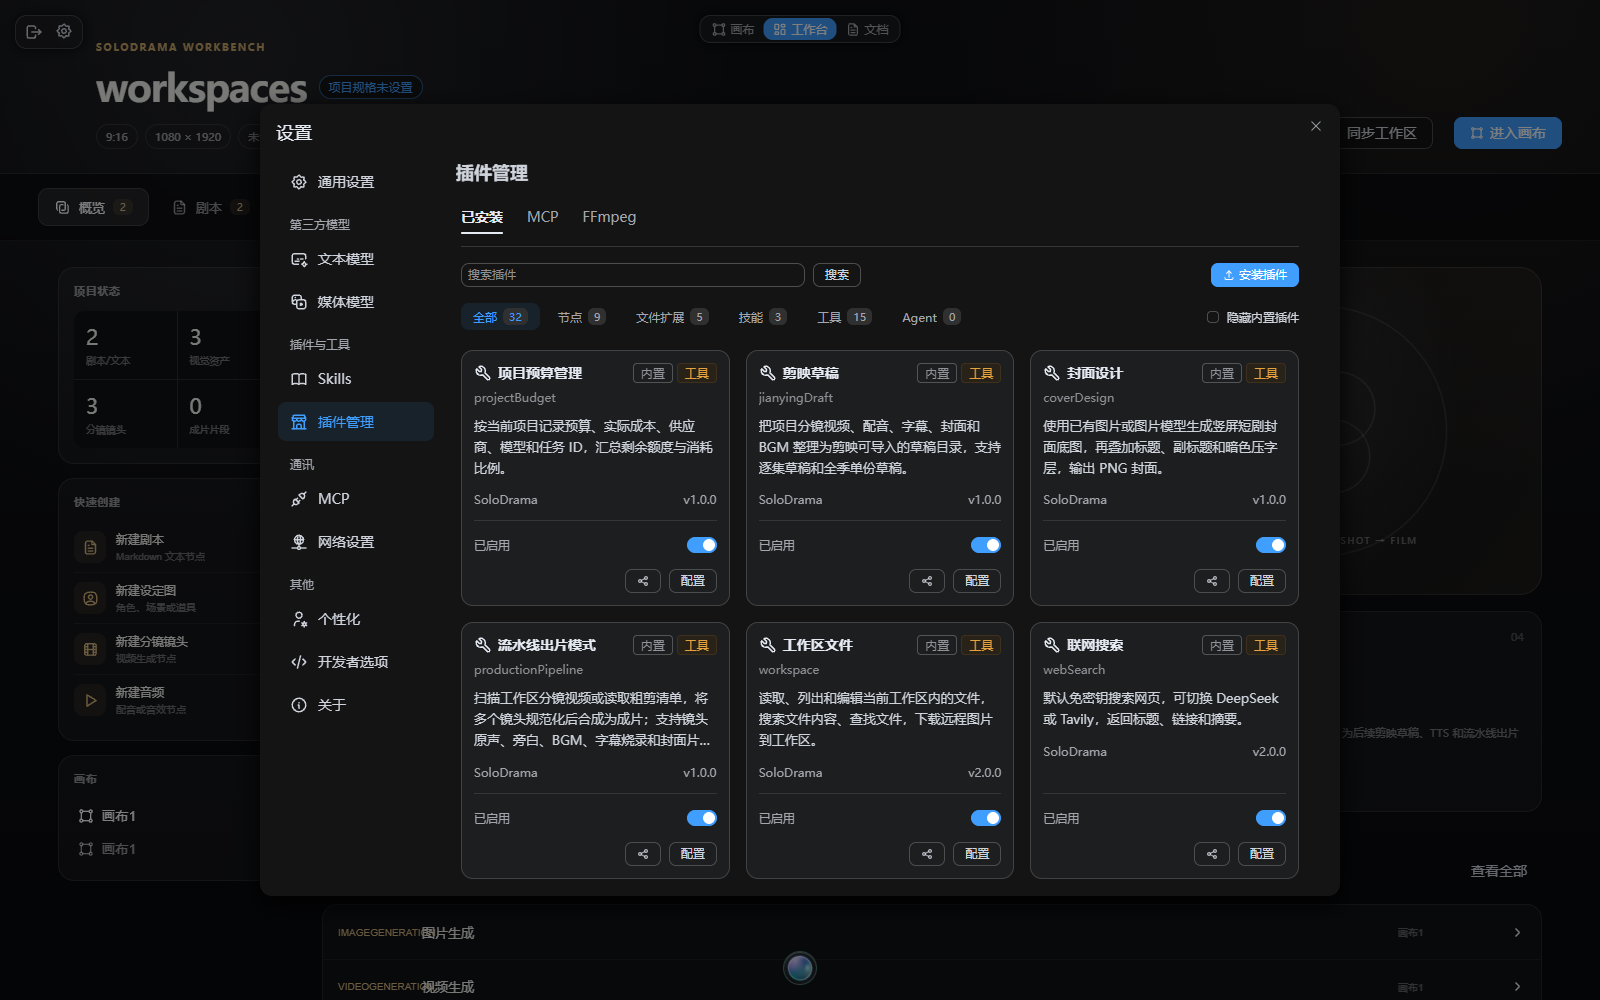 画布
工作台
文档
SOLODRAMA WORKBENCH
workspaces
项目规格未设置
9:16
1080 × 1920
未
同步工作区
进入画布
概览 2
剧本 2
项目状态
2
剧本/文本
3
视觉资产
3
分镜镜头
0
成片片段
快速创建
新建剧本
Markdown 文本节点
新建设定图
角色、场景或道具
新建分镜镜头
视频生成节点
新建音频
配音或音效节点
画布
画布1
画布1
设置
通用设置
第三方模型
文本模型
媒体模型
插件与工具
Skills
插件管理
通讯
MCP
网络设置
其他
个性化
开发者选项
关于
插件管理
已安装
MCP
FFmpeg
搜索插件
搜索
安装插件
全部 32
节点 9
文件扩展 5
技能 3
工具 15
Agent 0
隐藏内置插件
项目预算管理
内置
工具
projectBudget
按当前项目记录预算、实际成本、供应
商、模型和任务 ID，汇总剩余额度与消耗
比例。
SoloDrama
v1.0.0
已启用
配置
剪映草稿
内置
工具
jianyingDraft
把项目分镜视频、配音、字幕、封面和
BGM 整理为剪映可导入的草稿目录，支持
逐集草稿和全季单份草稿。
SoloDrama
v1.0.0
已启用
配置
封面设计
内置
工具
coverDesign
使用已有图片或图片模型生成竖屏短剧封
面底图，再叠加标题、副标题和暗色压字
层，输出 PNG 封面。
SoloDrama
v1.0.0
已启用
配置
流水线出片模式
内置
工具
productionPipeline
扫描工作区分镜视频或读取粗剪清单，将
多个镜头规范化后合成为成片；支持镜头
原声、旁白、BGM、字幕烧录和封面片...
SoloDrama
v1.0.0
已启用
配置
工作区文件
内置
工具
workspace
读取、列出和编辑当前工作区内的文件，
搜索文件内容、查找文件，下载远程图片
到工作区。
SoloDrama
v2.0.0
已启用
配置
联网搜索
内置
工具
webSearch
默认免密钥搜索网页，可切换 DeepSeek
或 Tavily，返回标题、链接和摘要。
SoloDrama
v2.0.0
已启用
配置
SHOT → FILM
04
为后续剪映草稿、TTS 和流水线出片
查看全部
IMAGEGENERATI
图片生成
画布1
VIDEOGENERATI
视频生成
画布1